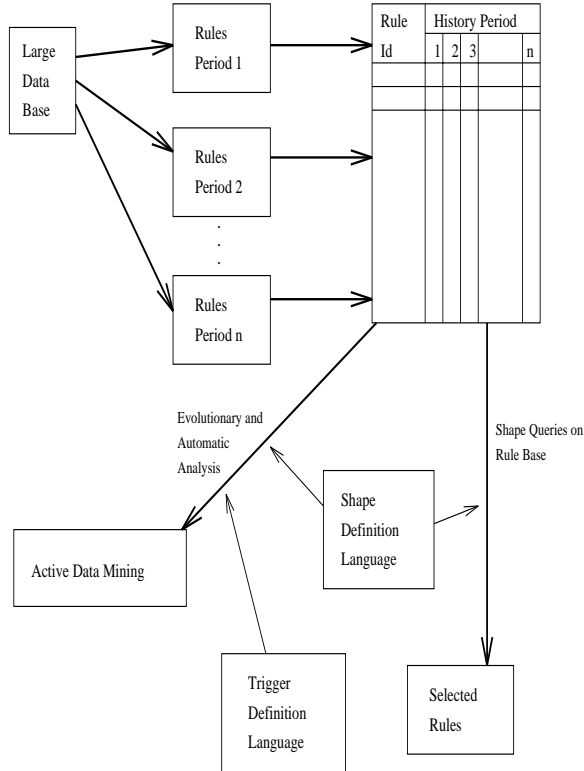 Large
Data
Base
Rules
Period 1
Rules
Period 2
.
.
.
Rules
Period n
Rule
Id
History Period
1 2 3 n
Evolutionary and
Automatic
Analysis
Shape Queries on
Rule Base
Shape
Definition
Language
Active Data Mining
Trigger
Definition
Language
Selected
Rules